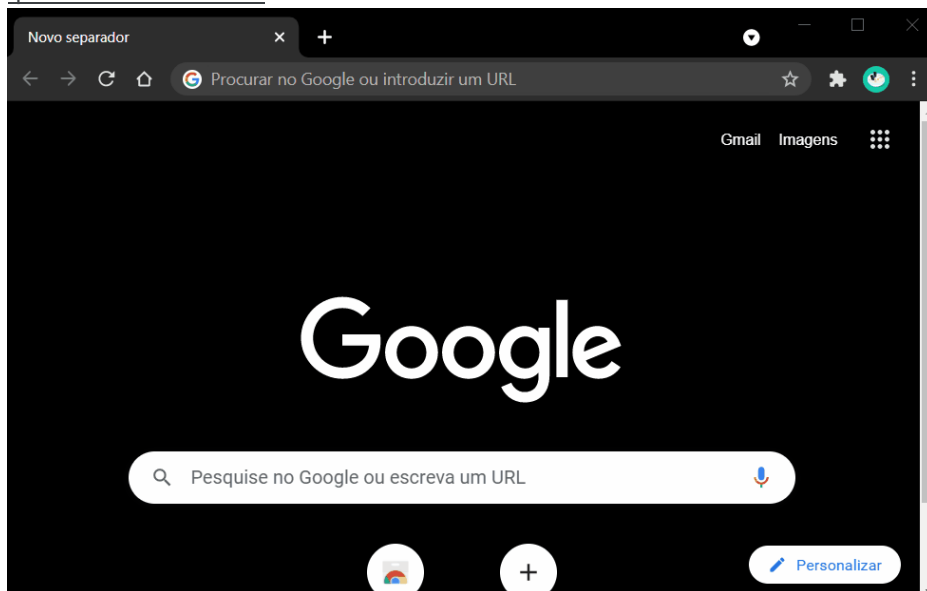 Novo separador
Procurar no Google ou introduzir um URL
Gmail Imagens
Google
Pesquise no Google ou escreva um URL
Personalizar